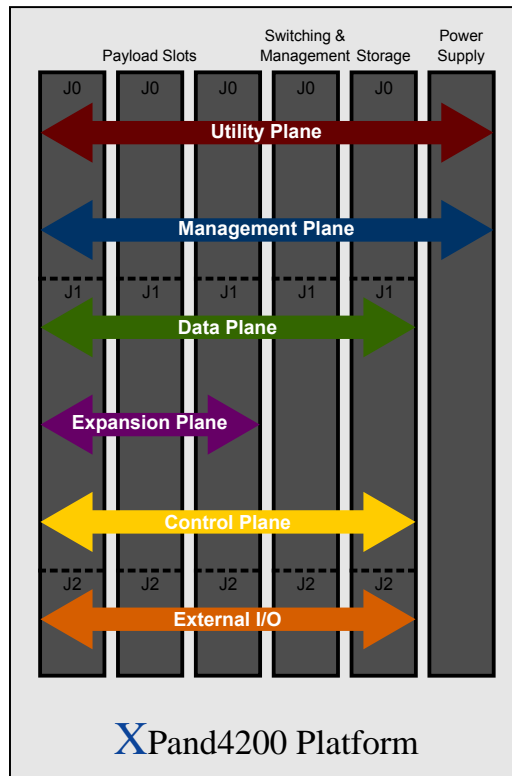 Payload Slots
Switching &
Management
Storage
Power
Supply
J0 J0 J0 J0 J0
Utility Plane
Management Plane
J1 J1 J1 J1 J1
Data Plane
Expansion Plane
Control Plane
J2 J2 J2 J2 J2
External I/O
XPand4200 Platform